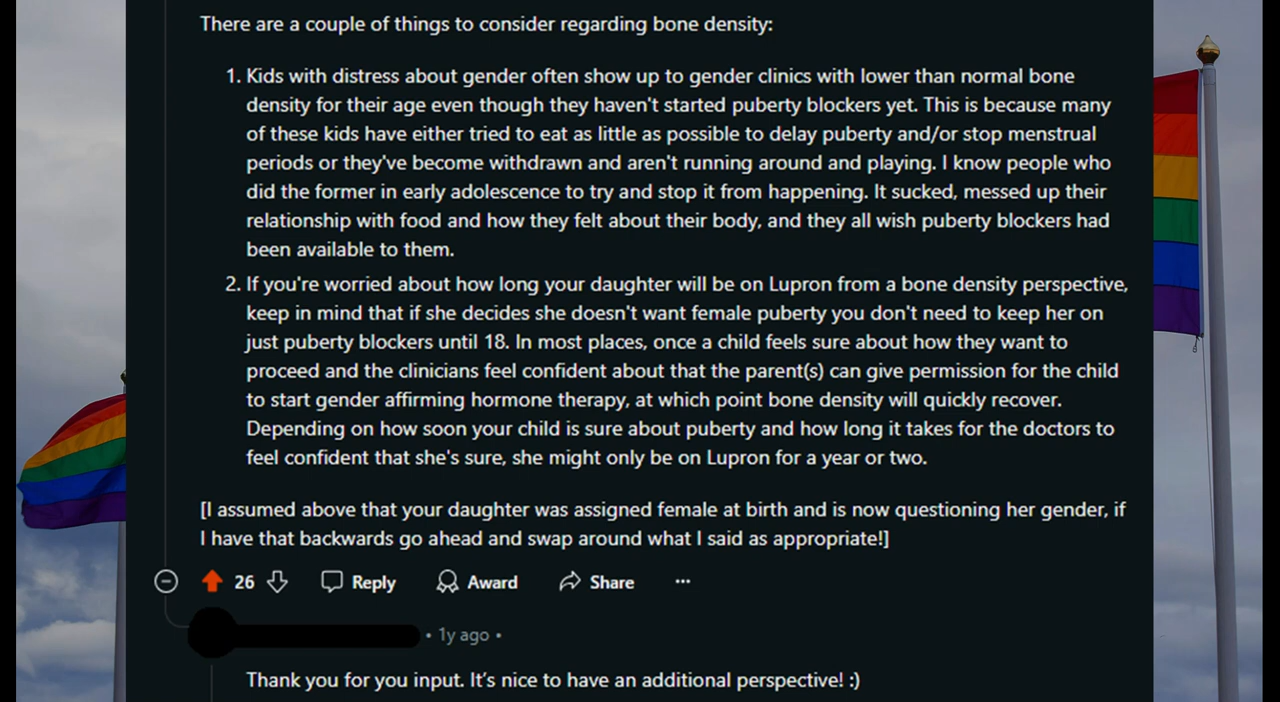 There are a couple of things to consider regarding bone density:
1. Kids with distress about gender often show up to gender clinics with lower than normal bone
density for their age even though they haven't started puberty blockers yet. This is because many
of these kids have either tried to eat as little as possible to delay puberty and/or stop menstrual
periods or they've become withdrawn and aren't running around and playing. I know people who
did the former in early adolescence to try and stop it from happening. It sucked, messed up their
relationship with food and how they felt about their body, and they all wish puberty blockers had
been available to them.
2. If you're worried about how long your daughter will be on Lupron from a bone density perspective,
keep in mind that if she decides she doesn't want female puberty you don't need to keep her on
just puberty blockers until 18. In most places, once a child feels sure about how they want to
proceed and the clinicians feel confident about that the parent(s) can give permission for the child
to start gender affirming hormone therapy, at which point bone density will quickly recover.
Depending on how soon your child is sure about puberty and how long it takes for the doctors to
feel confident that she's sure, she might only be on Lupron for a year or two.
[I assumed above that your daughter was assigned female at birth and is now questioning her gender, if
I have that backwards go ahead and swap around what I said as appropriate!]
26 Reply Award Share ...
• 1y ago •
Thank you for you input. It's nice to have an additional perspective! :)